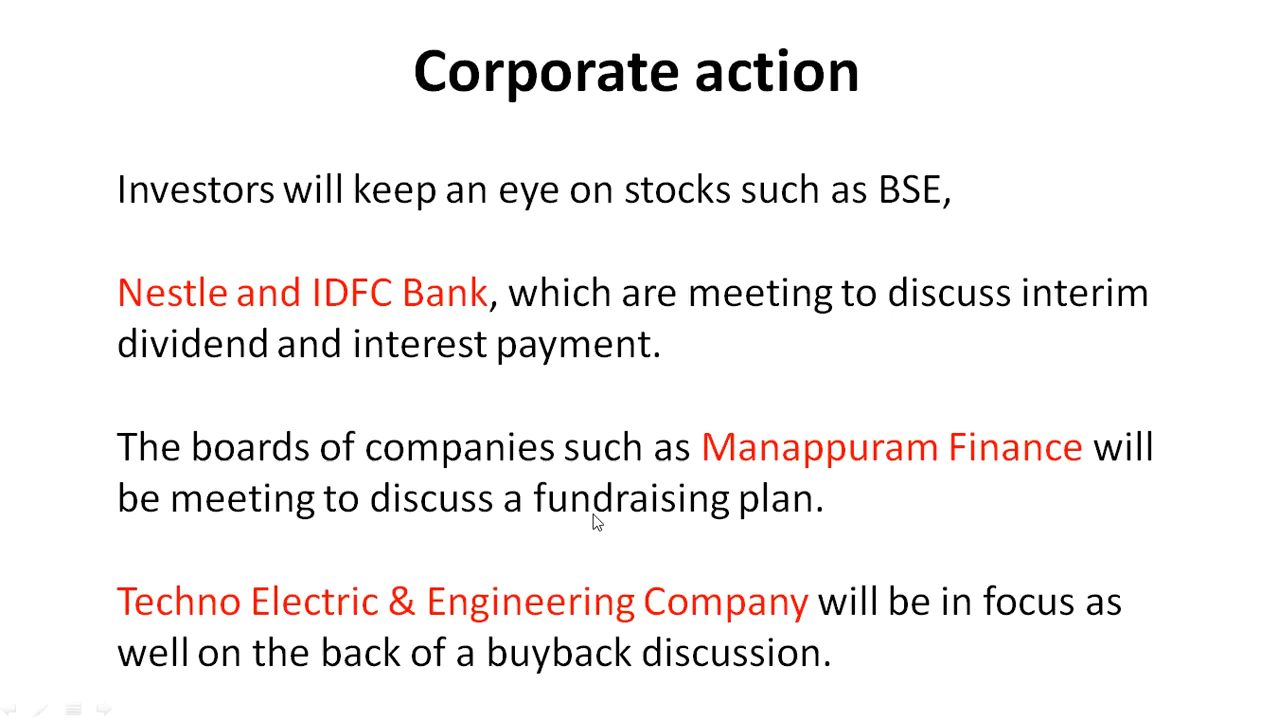 Corporate action
Investors will keep an eye on stocks such as BSE,
Nestle and IDFC Bank, which are meeting to discuss interim
dividend and interest payment.
The boards of companies such as Manappuram Finance will
be meeting to discuss a fundraising plan.
Techno Electric & Engineering Company will be in focus as
well on the back of a buyback discussion.